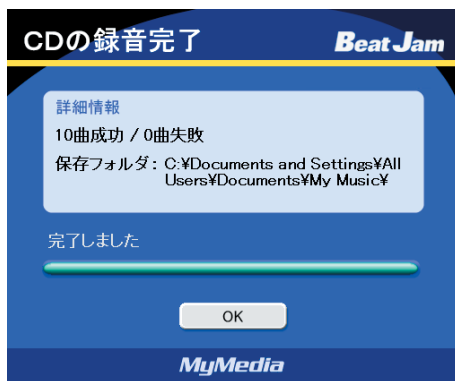 CDの録音完了 Beat Jam
詳細情報
10曲成功 / 0曲失敗
保存フォルダ: C:¥Documents and Settings¥All
Users¥Documents¥My Music¥
完了しました
OK
MyMedia